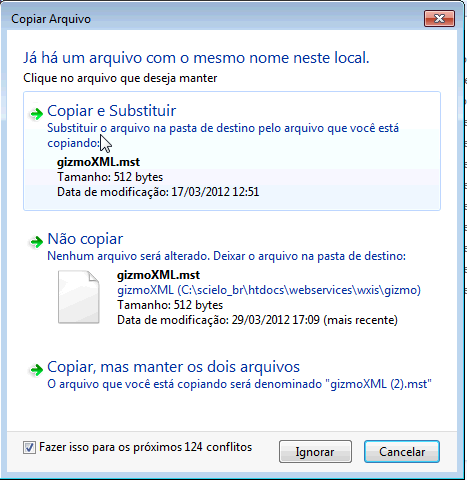 Copiar Arquivo
Já há um arquivo com o mesmo nome neste local.
Clique no arquivo que deseja manter
Copiar e Substituir
Substituir o arquivo na pasta de destino pelo arquivo que você está
copiando:
gizmoXML.mst
Tamanho: 512 bytes
Data de modificação: 17/03/2012 12:51
Não copiar
Nenhum arquivo será alterado. Deixar o arquivo na pasta de destino:
gizmoXML.mst
gizmoXML (C:\scielo_br\htdocs\webservices\wxis\gizmo)
Tamanho: 512 bytes
Data de modificação: 29/03/2012 17:09 (mais recente)
Copiar, mas manter os dois arquivos
O arquivo que você está copiando será denominado "gizmoXML (2).mst"
Fazer isso para os próximos 124 conflitos
Ignorar
Cancelar